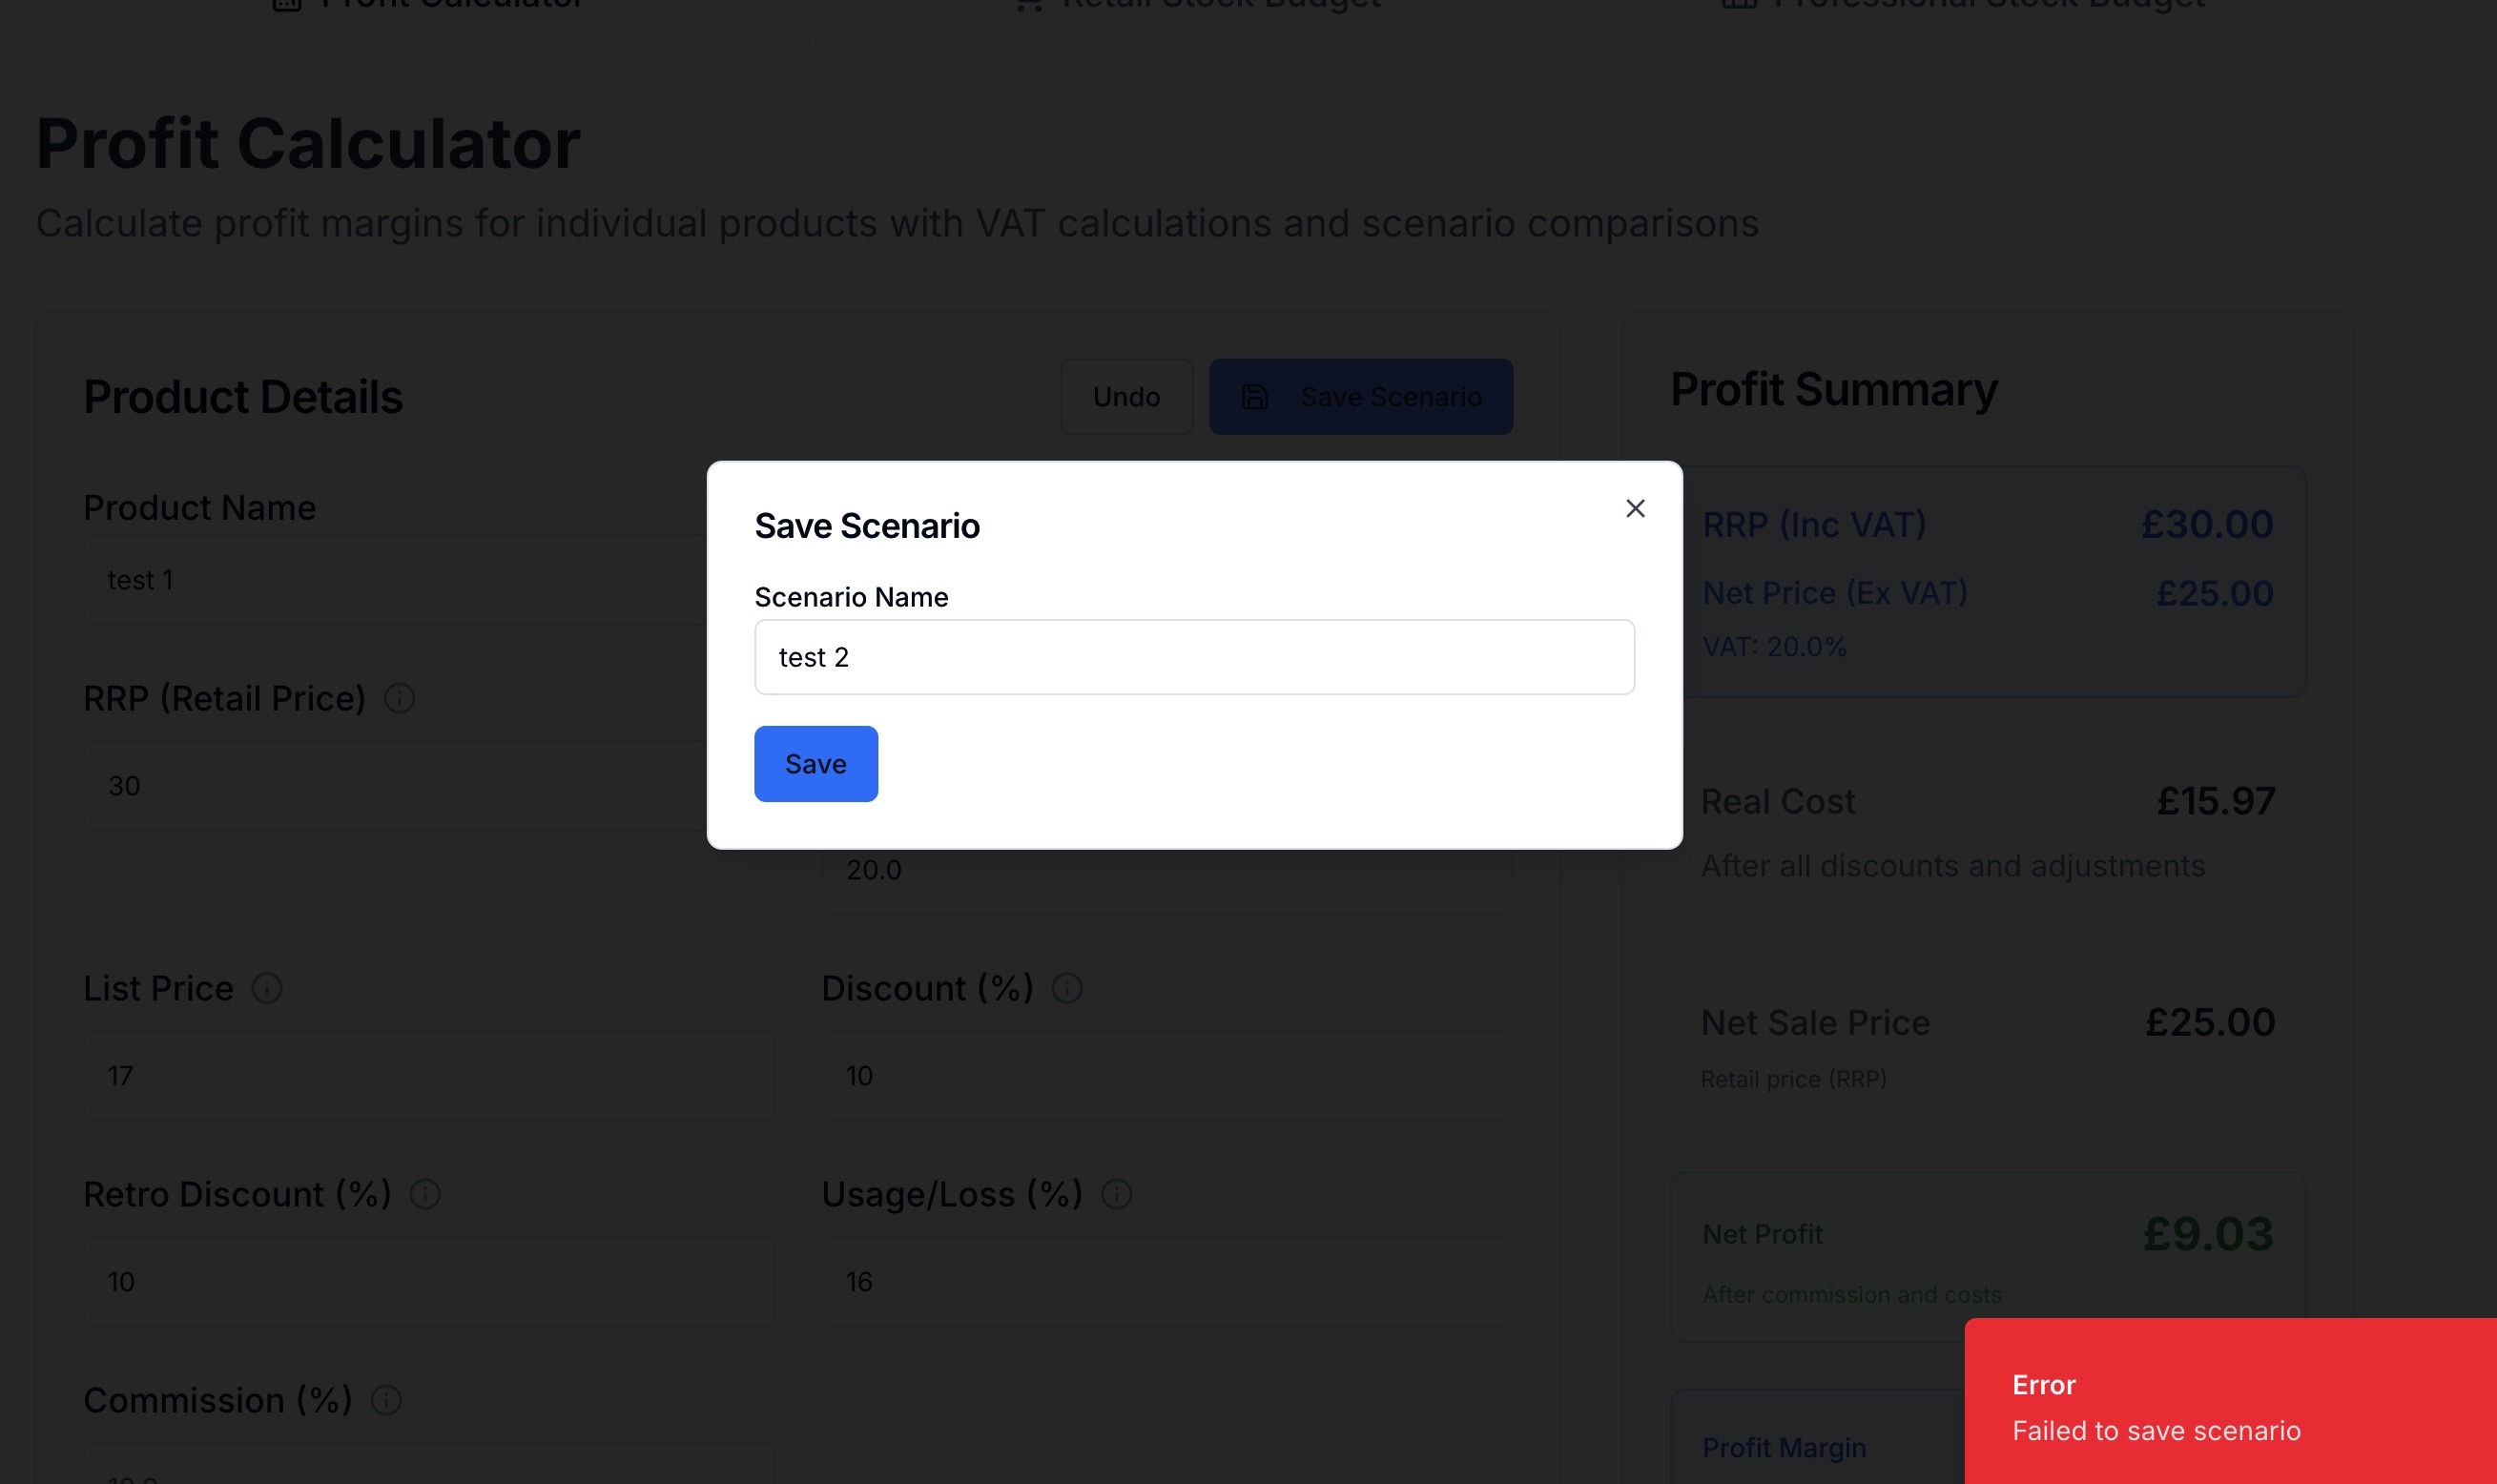 Profit Calculator
Retail Stock Budget
Professional Stock Budget
Profit Calculator
Calculate profit margins for individual products with VAT calculations and scenario comparisons
Product Details
Undo
Save Scenario
Product Name
test 1
RRP (Retail Price)
30
20.0
List Price
17
Discount (%)
10
Retro Discount (%)
10
Usage/Loss (%)
16
Commission (%)
10.0
Save Scenario
Scenario Name
test 2
Save
Profit Summary
RRP (Inc VAT)
£30.00
Net Price (Ex VAT)
£25.00
VAT: 20.0%
Real Cost
£15.97
After all discounts and adjustments
Net Sale Price
£25.00
Retail price (RRP)
Net Profit
£9.03
After commission and costs
Profit Margin
Error
Failed to save scenario